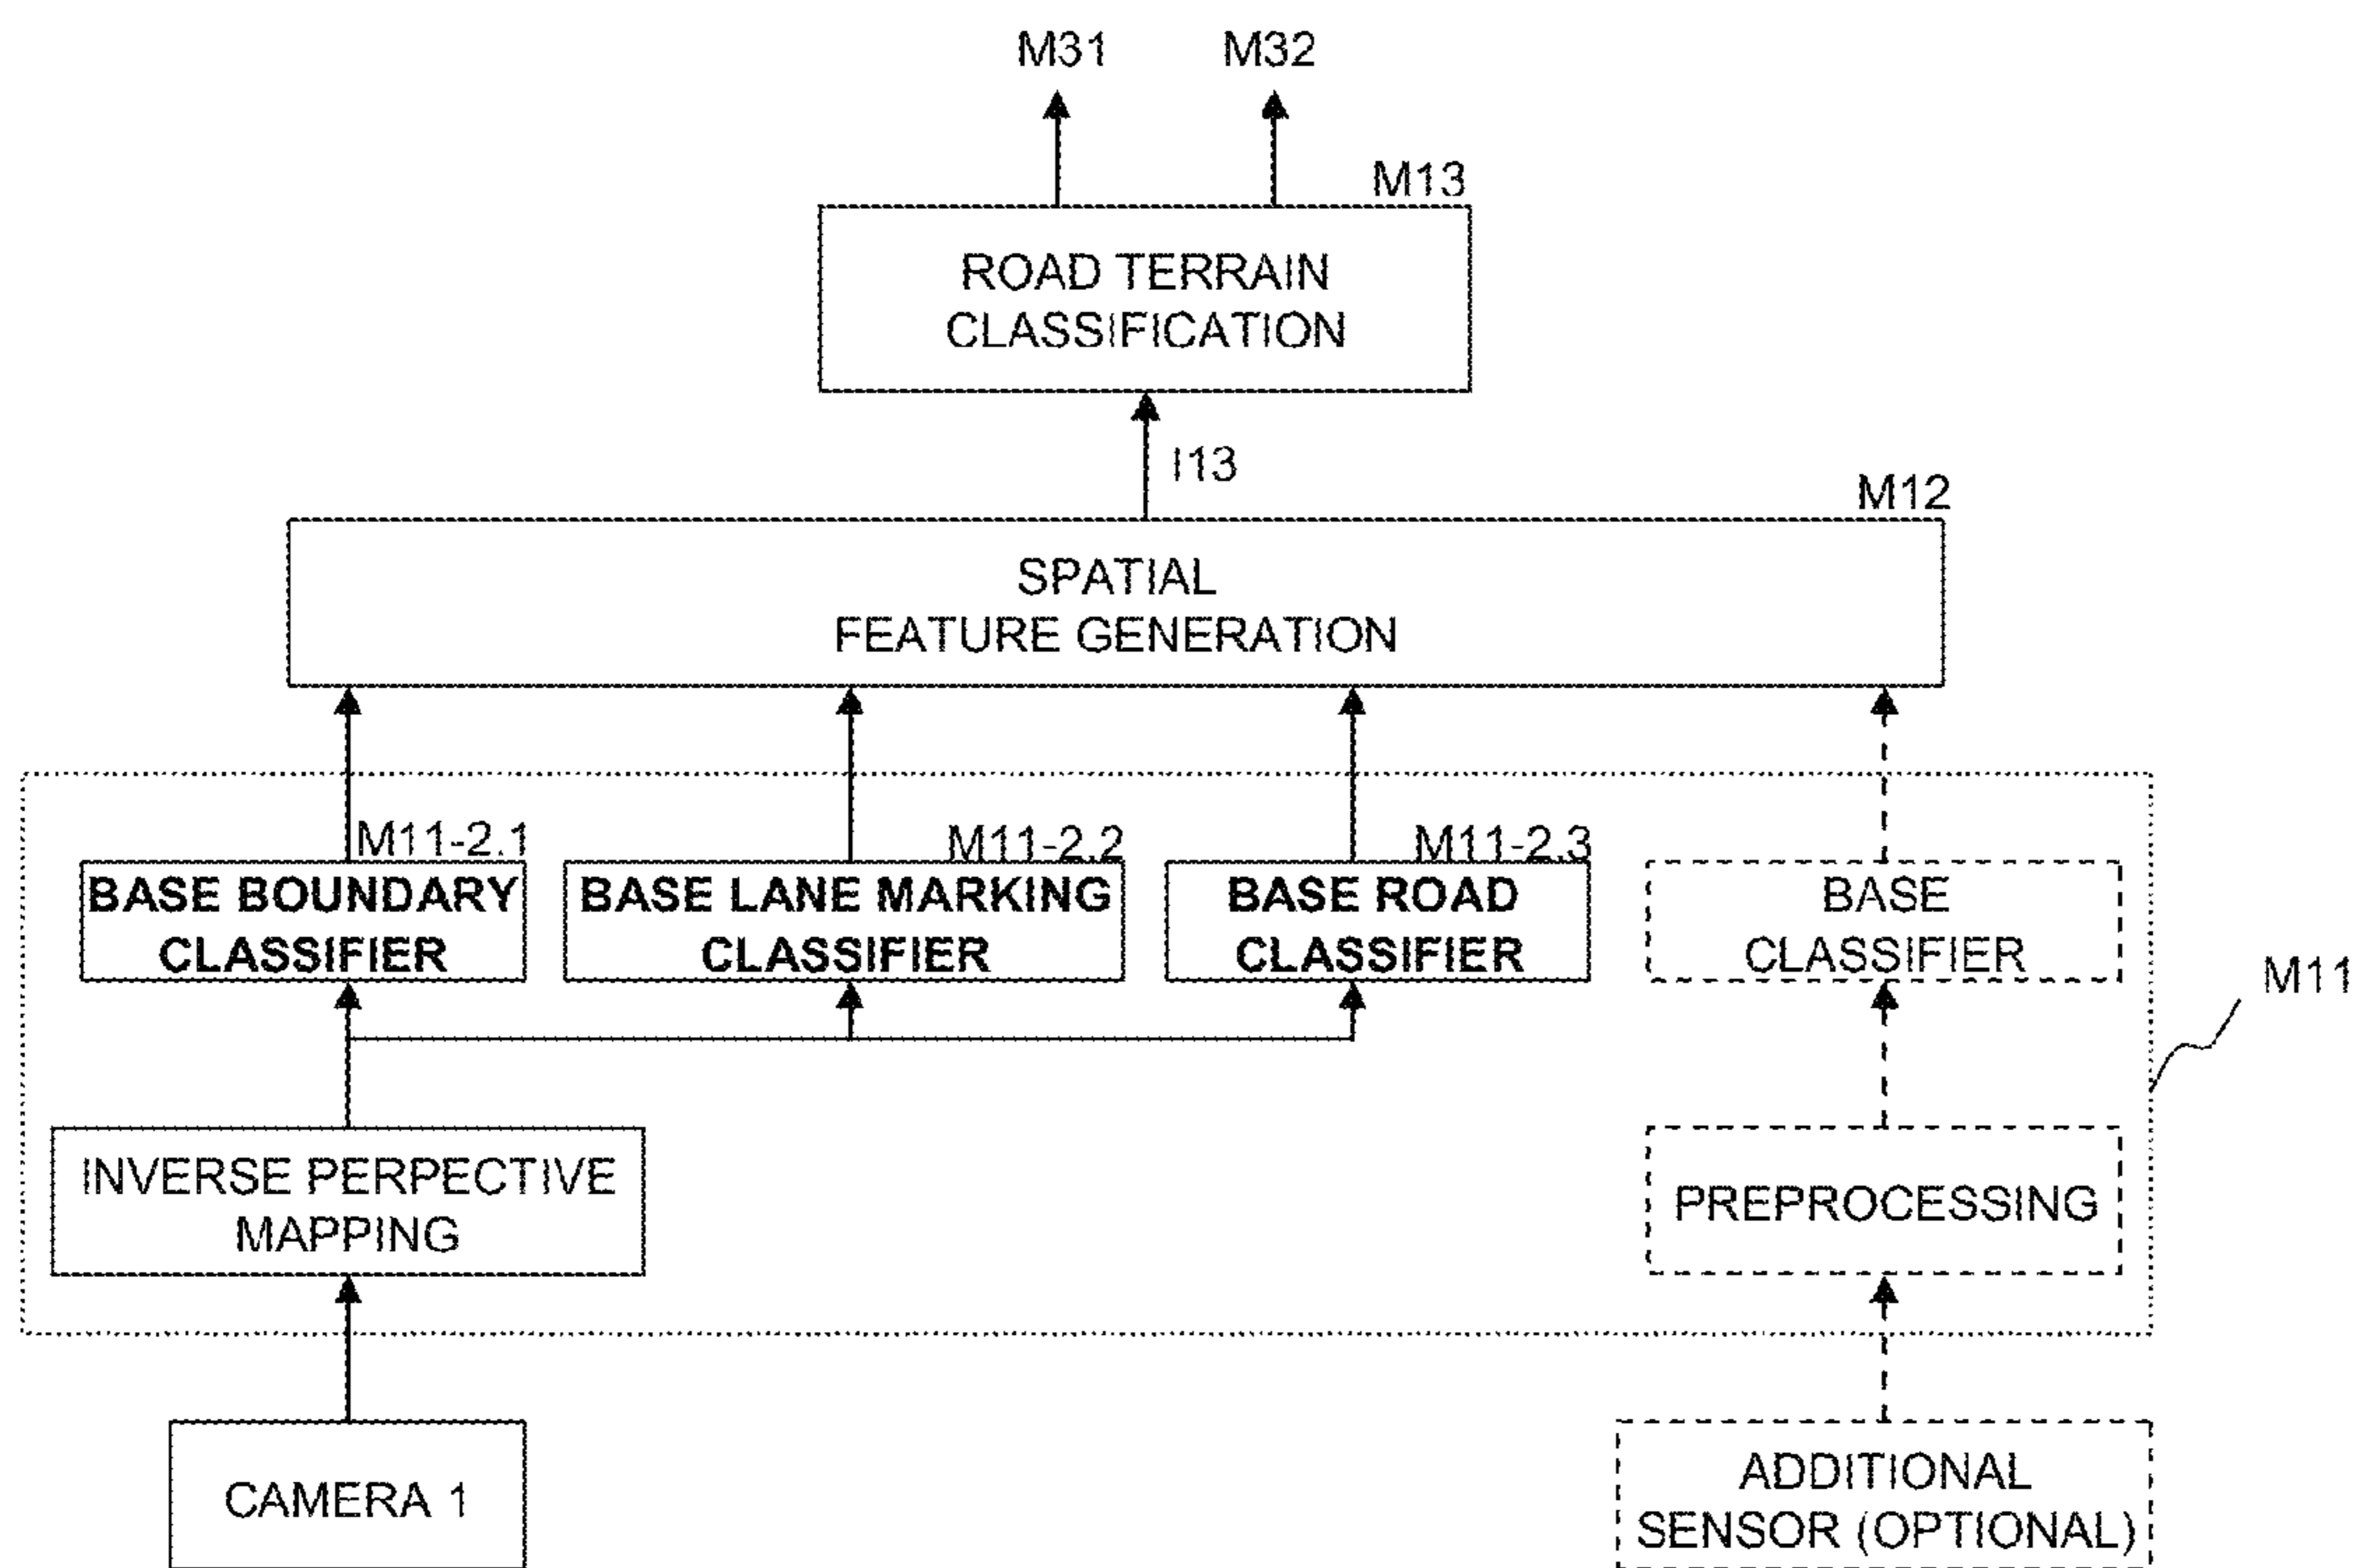 M31 M32
M13
ROAD TERRAIN
CLASSIFICATION
I13
M12
SPATIAL
FEATURE GENERATION
M11-2.1 M11-2.2 M11-2.3
BASE BOUNDARY
CLASSIFIER
BASE LANE MARKING
CLASSIFIER
BASE ROAD
CLASSIFIER
BASE
CLASSIFIER
M11
INVERSE PERPECTIVE
MAPPING
PREPROCESSING
CAMERA 1
ADDITIONAL
SENSOR (OPTIONAL)